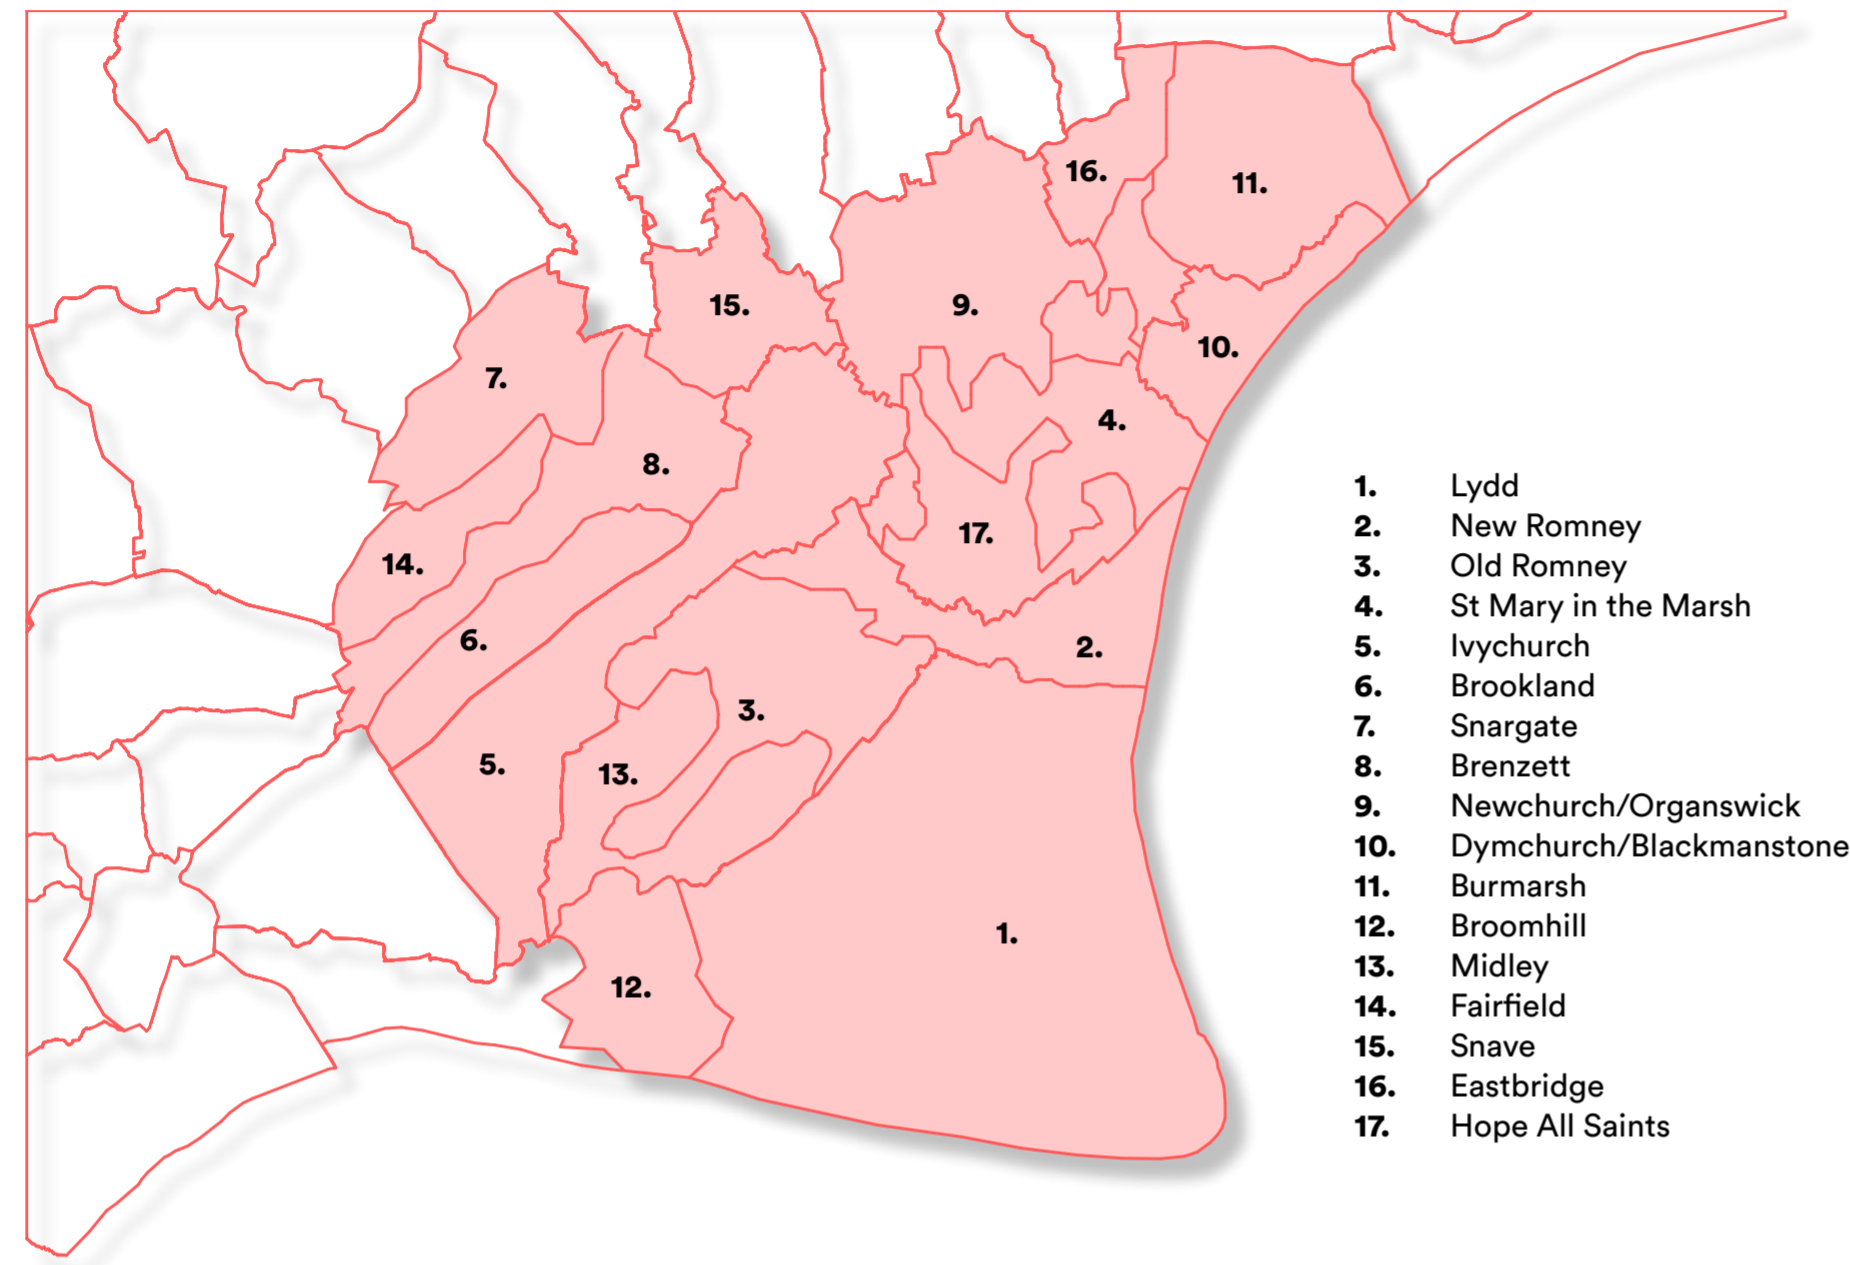 16.
11.
15.
9.
10.
7.
4.
8.
17.
14.
6.
2.
3.
5.
13.
1.
12.
1. Lydd
2. New Romney
3. Old Romney
4. St Mary in the Marsh
5. Ivychurch
6. Brookland
7. Snargate
8. Brenzett
9. Newchurch/Organswick
10. Dymchurch/Blackmanstone
11. Burmarsh
12. Broomhill
13. Midley
14. Fairfield
15. Snave
16. Eastbridge
17. Hope All Saints